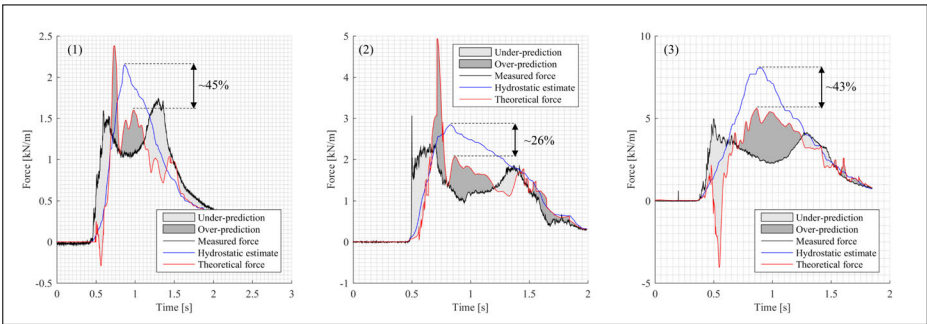 (1)
2.5
2
1.5
1
0.5
0
-0.5
Force [kN/m]
~45%
Under-prediction
Over-prediction
Measured force
Hydrostatic estimate
Theoretical force
0 0.5 1 1.5 2 2.5 3
Time [s]
(2)
5
4
3
2
1
0
-1
Force [kN/m]
Under-prediction
Over-prediction
Measured force
Hydrostatic estimate
Theoretical force
~26%
0 0.5 1 1.5 2
Time [s]
(3)
10
5
0
-5
Force [kN/m]
~43%
Under-prediction
Over-prediction
Measured force
Hydrostatic estimate
Theoretical force
0 0.5 1 1.5 2
Time [s]